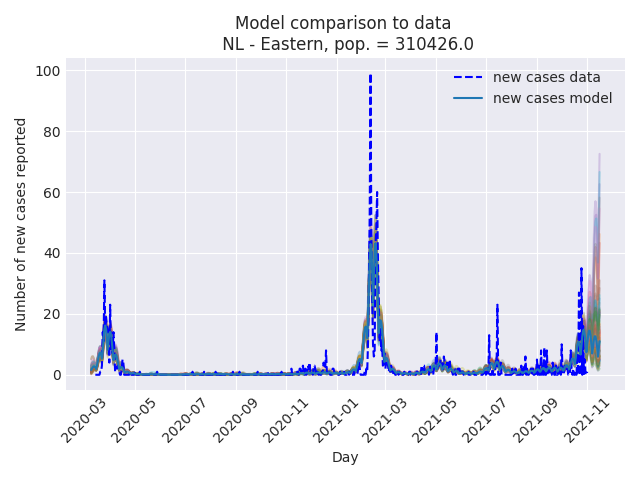 Model comparison to data
NL - Eastern, pop. = 310426.0
new cases data
new cases model
Number of new cases reported
100
80
60
40
20
0
2020-03
2020-05
2020-07
2020-09
2020-11
2021-01
2021-03
2021-05
2021-07
2021-09
2021-11
Day